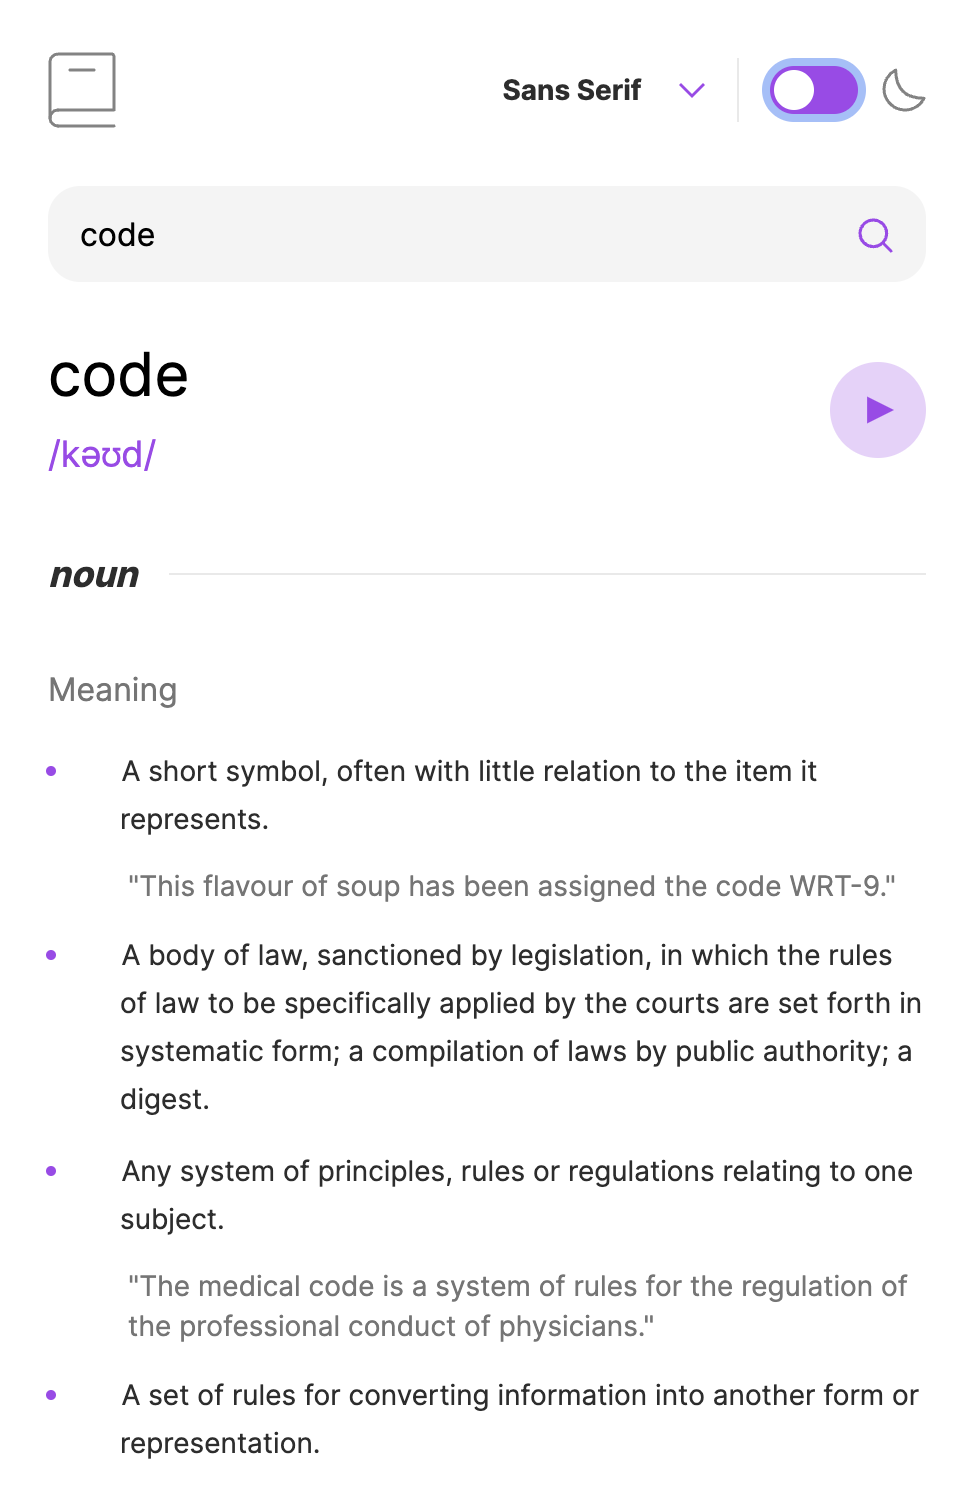 Sans Serif
code
code
/kəʊd/
noun
Meaning
A short symbol, often with little relation to the item it
represents.
"This flavour of soup has been assigned the code WRT-9."
A body of law, sanctioned by legislation, in which the rules
of law to be specifically applied by the courts are set forth in
systematic form; a compilation of laws by public authority; a
digest.
Any system of principles, rules or regulations relating to one
subject.
"The medical code is a system of rules for the regulation of
the professional conduct of physicians."
A set of rules for converting information into another form or
representation.